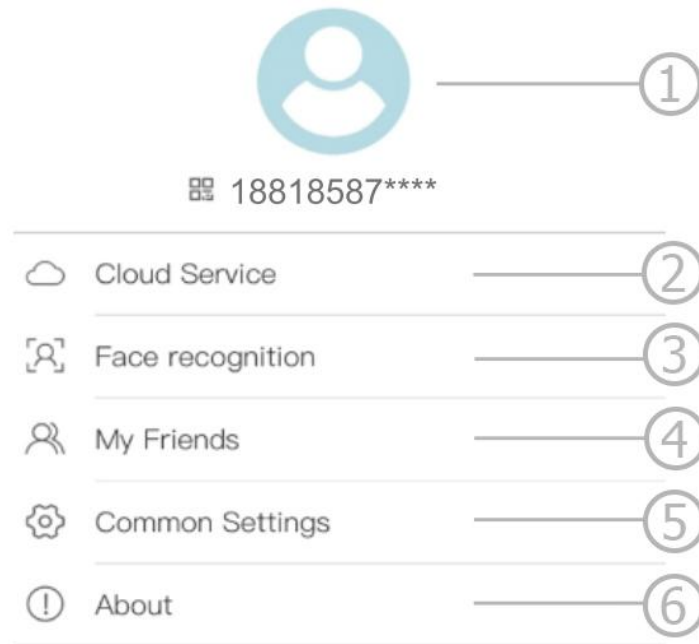 ①
18818587****
Cloud Service ②
Face recognition ③
My Friends ④
Common Settings ⑤
About ⑥